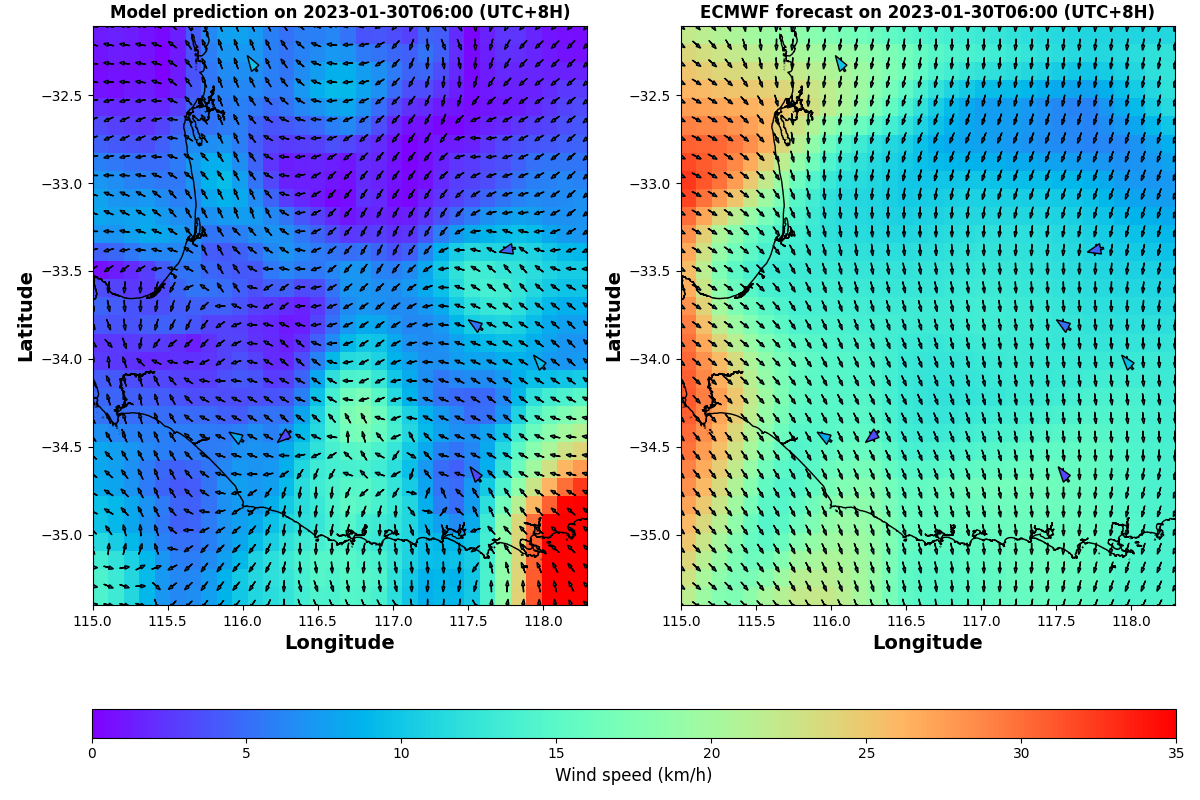 Model prediction on 2023-01-30T06:00 (UTC+8H)
ECMWF forecast on 2023-01-30T06:00 (UTC+8H)
−32.5
−33.0
−33.5
−34.0
−34.5
−35.0
Latitude
115.0 115.5 116.0 116.5 117.0 117.5 118.0
Longitude
−32.5
−33.0
−33.5
−34.0
−34.5
−35.0
Latitude
115.0 115.5 116.0 116.5 117.0 117.5 118.0
Longitude
0 5 10 15 20 25 30 35
Wind speed (km/h)